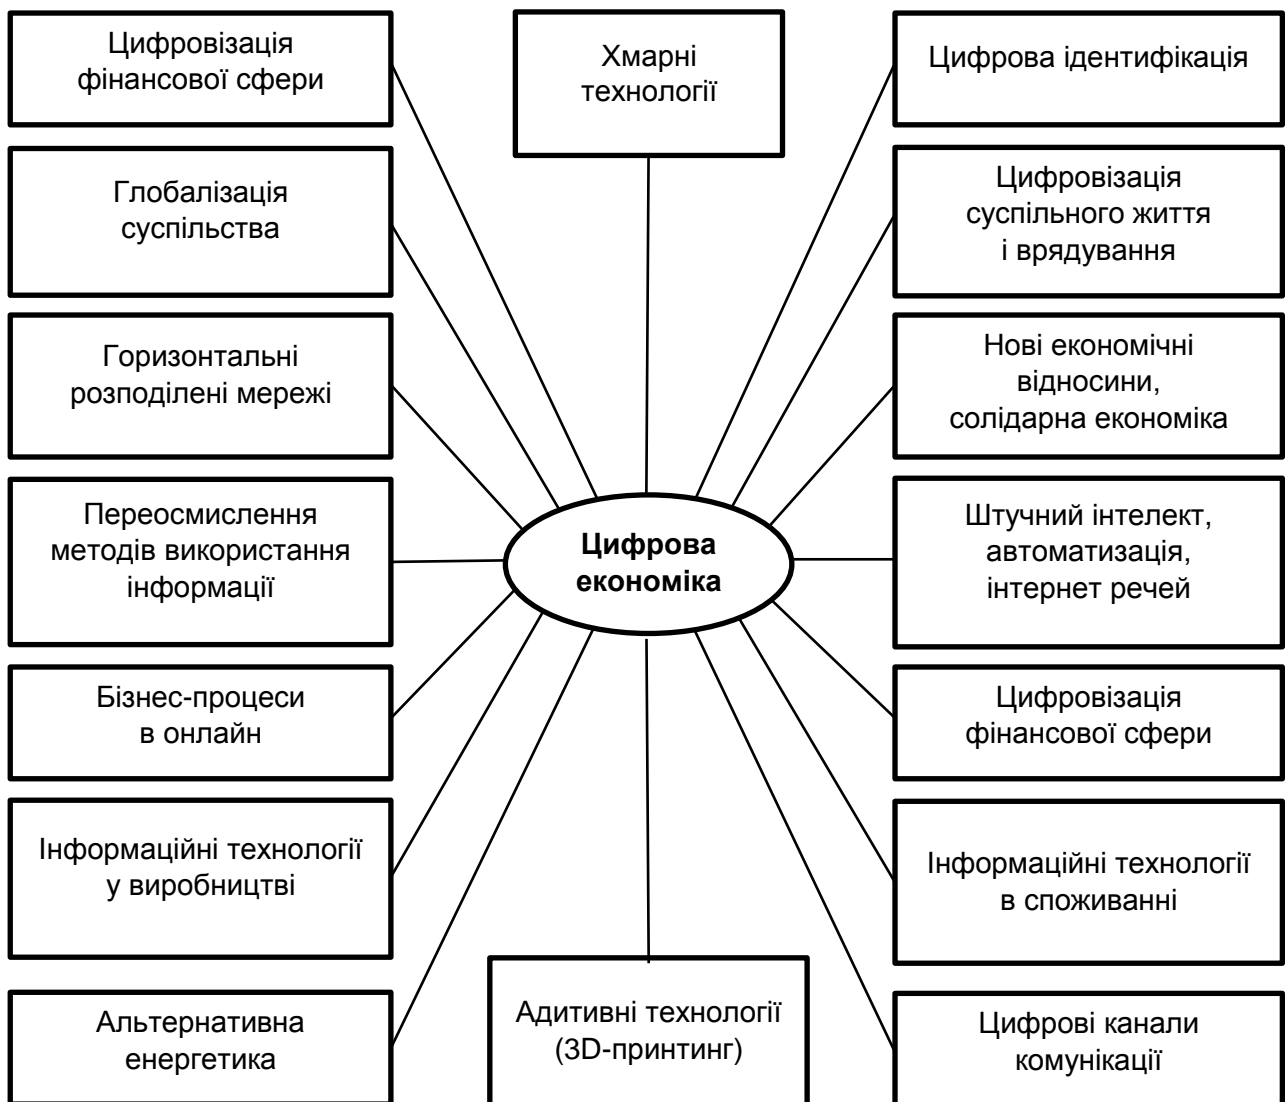 Цифровізація
фінансової сфери
Хмарні
технології
Цифрова ідентифікація
Глобалізація
суспільства
Цифровізація
суспільного життя
і врядування
Горизонтальні
розподілені мережі
Нові економічні
відносини,
солідарна економіка
Переосмислення
методів використання
інформації
Цифрова
економіка
Штучний інтелект,
автоматизація,
інтернет речей
Бізнес-процеси
в онлайн
Цифровізація
фінансової сфери
Інформаційні технології
у виробництві
Інформаційні технології
в споживанні
Альтернативна
енергетика
Адитивні технології
(3D-принтинг)
Цифрові канали
комунікації